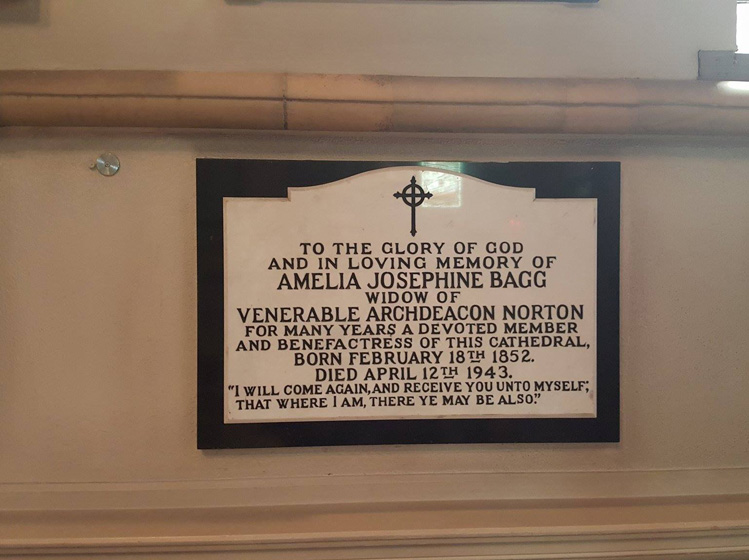 TO THE GLORY OF GOD
AND IN LOVING MEMORY OF
AMELIA JOSEPHINE BAGG
WIDOW OF
VENERABLE ARCHDEACON NORTON
FOR MANY YEARS A DEVOTED MEMBER
AND BENEFACTRESS OF THIS CATHEDRAL,
BORN FEBRUARY 18TH 1852.
DIED APRIL 12TH 1943.
"I WILL COME AGAIN, AND RECEIVE YOU UNTO MYSELF;
THAT WHERE I AM, THERE YE MAY BE ALSO."